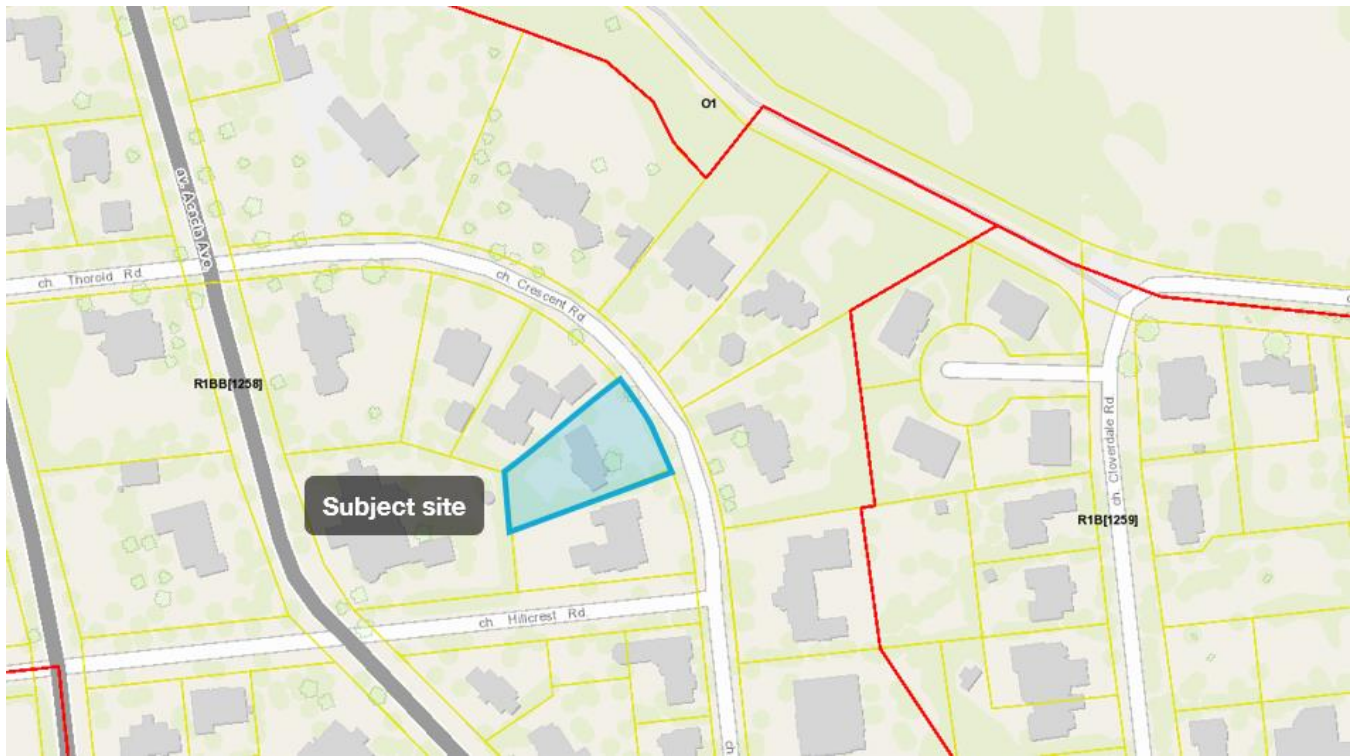 O1
av. Acacia Ave.
ch. Thorold Rd.
ch. Crescent Rd.
R1BB[1258]
ch. Cloverdale Rd.
Subject site
R1B[1259]
ch. Hillcrest Rd.
ch.